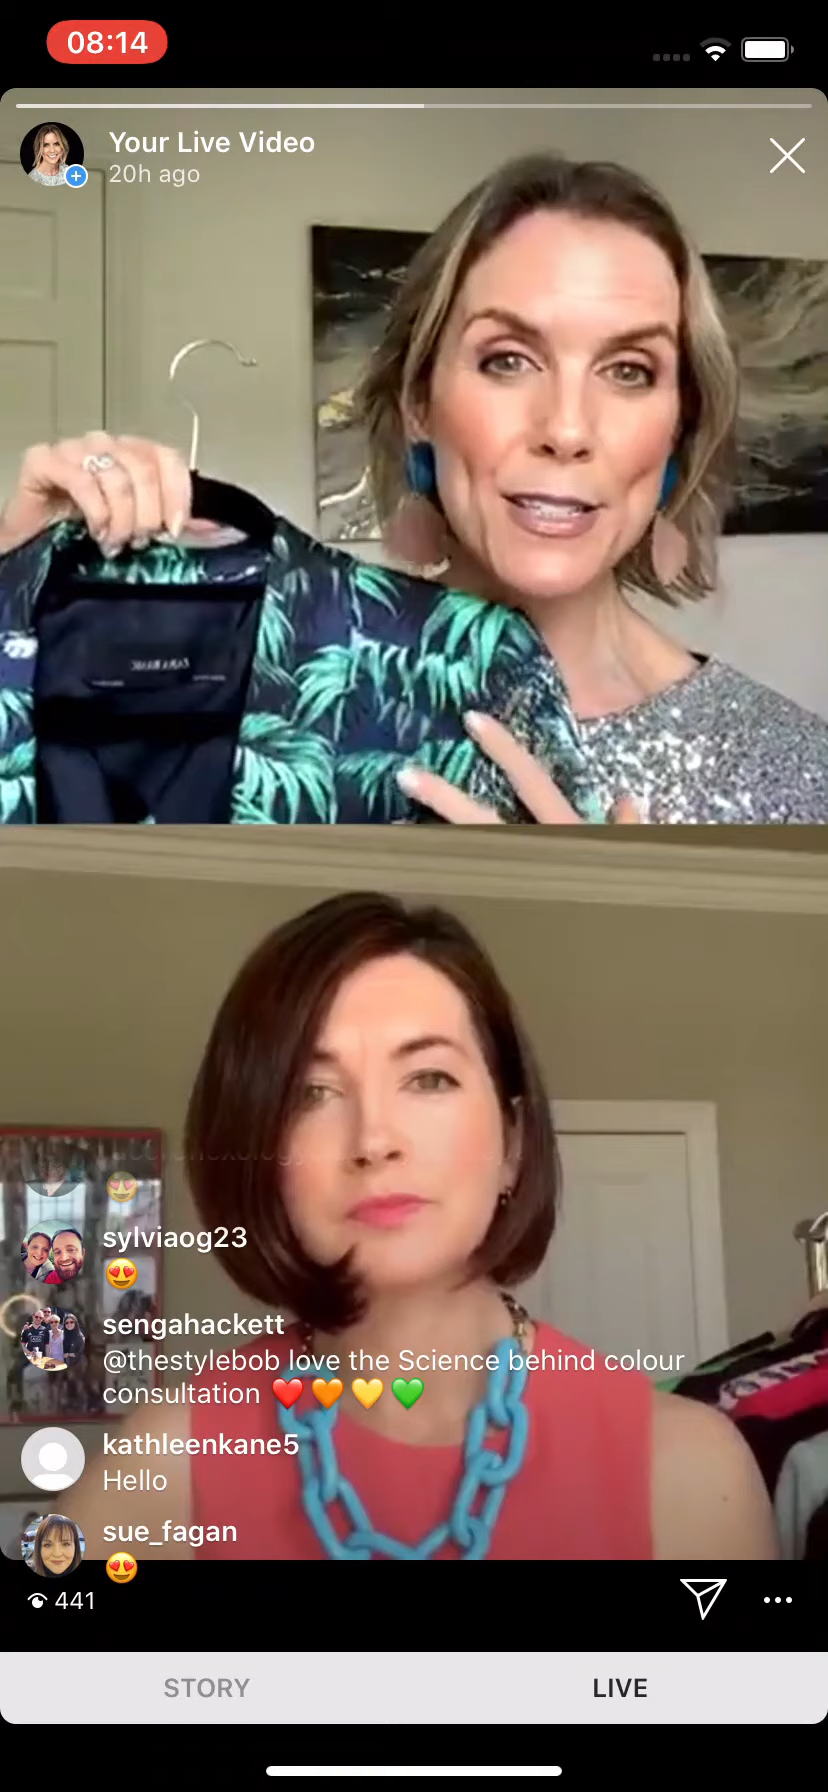 08:14
Your Live Video
20h ago
sylviaog23
😍
sengahackett
@thestylebob love the Science behind colour
consultation ❤️🧡💛💚
kathleenkane5
Hello
sue_fagan
😍
441
STORY
LIVE